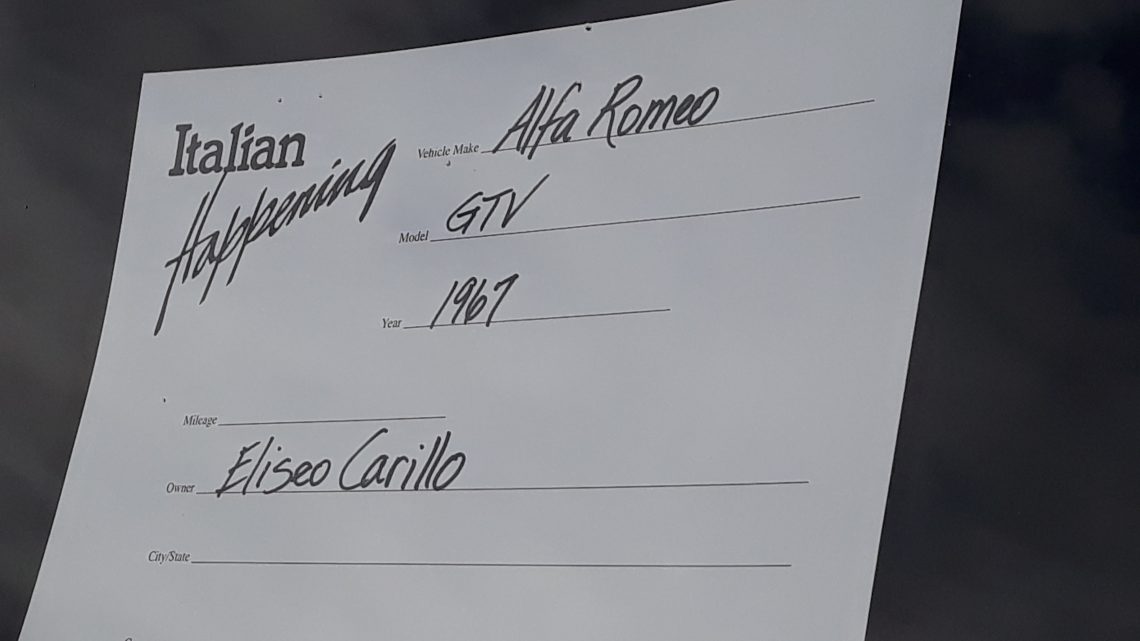 Italian
Happening
Vehicle Make Alfa Romeo
Model GTV
Year 1967
Mileage
Owner Eliseo Carillo
City/State